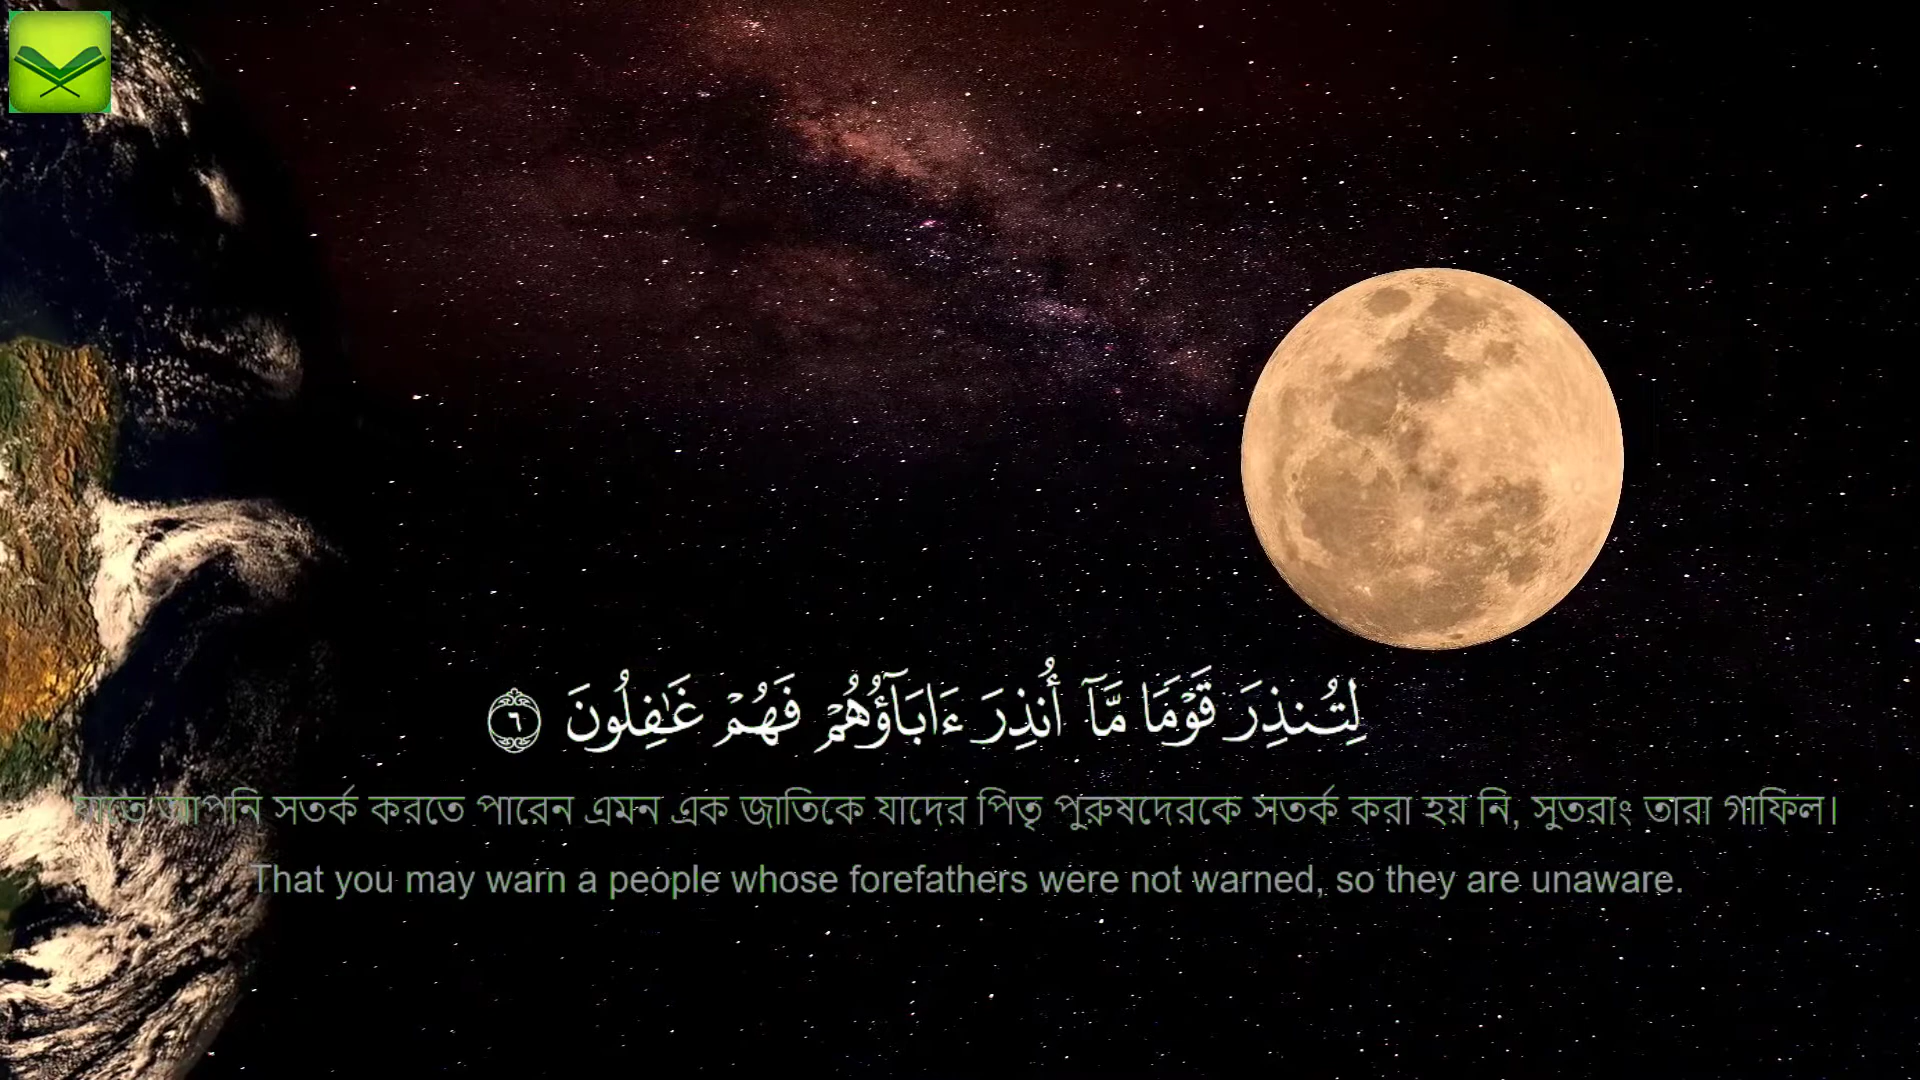 لِتُنذِرَ قَوْمًا مَّآ أُنذِرَ ءَابَآؤُهُمْ فَهُمْ غَـٰفِلُونَ ٦
যাতে আপনি সতর্ক করতে পারেন এমন এক জাতিকে যাদের পিতৃ পুরুষদেরকে সতর্ক করা হয় নি, সুতরাং তারা গাফিল।
That you may warn a people whose forefathers were not warned, so they are unaware.